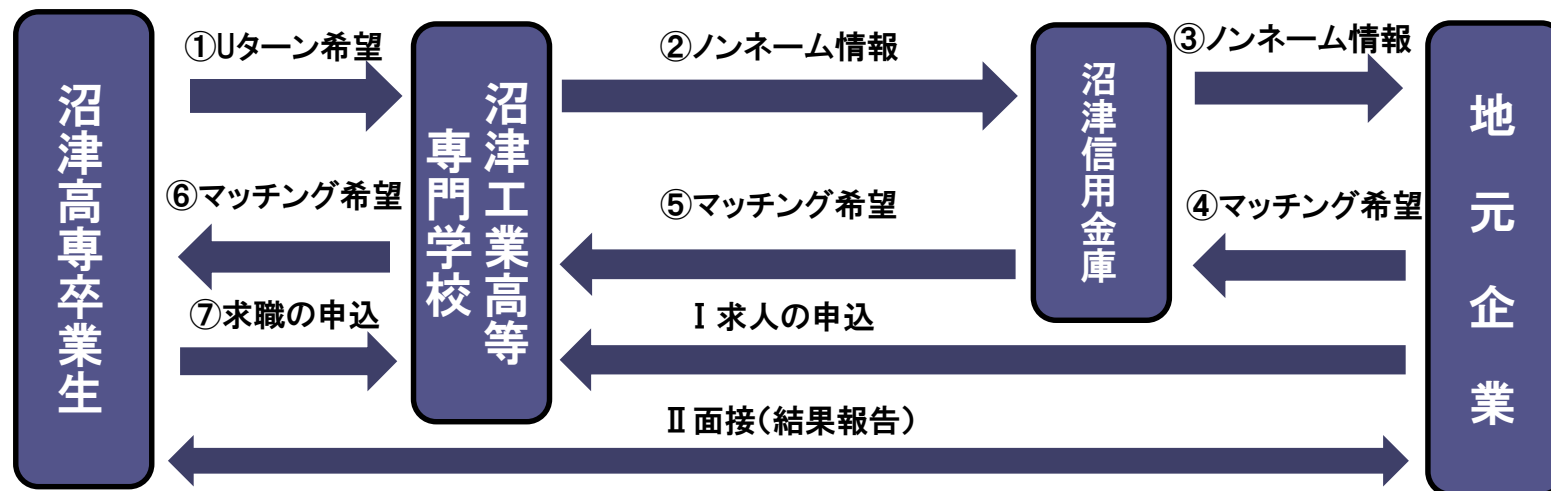 ①Uターン希望
②ノンネーム情報
③ノンネーム情報
沼津高専卒業生
沼津工業高等
専門学校
沼津信用金庫
地元企業
⑥マッチング希望
⑤マッチング希望
④マッチング希望
⑦求職の申込
Ⅰ 求人の申込
Ⅱ 面接（結果報告）